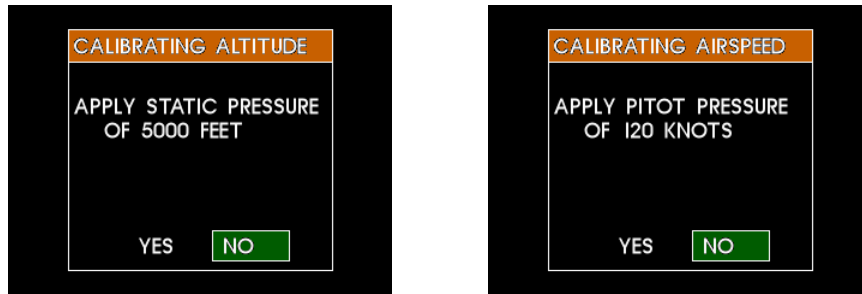 CALIBRATING ALTITUDE
APPLY STATIC PRESSURE
OF 5000 FEET
YES NO
CALIBRATING AIRSPEED
APPLY PITOT PRESSURE
OF 120 KNOTS
YES NO